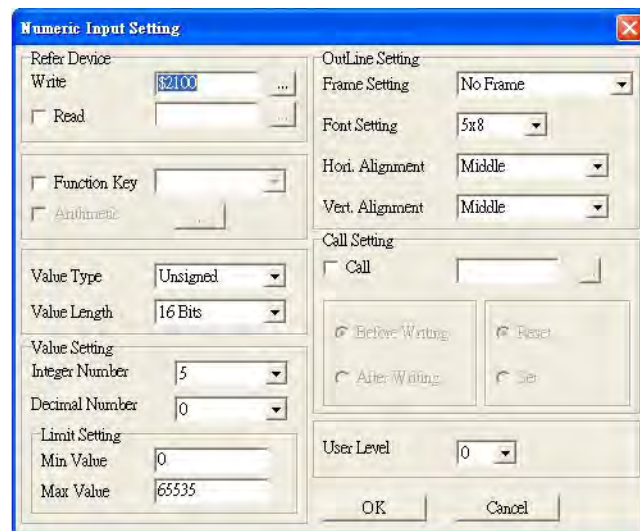 Numeric Input Setting
Refer Device
Write $2100 ...
Read ...
Function Key
Arithmetic ...
Value Type Unsigned
Value Length 16 Bits
Value Setting
Integer Number 5
Decimal Number 0
Limit Setting
Min Value 0
Max Value 65535
OutLine Setting
Frame Setting No Frame
Font Setting 5x8
Hori. Alignment Middle
Vert. Alignment Middle
Call Setting
Call
Before Writing Reset
After Writing Set
User Level 0
OK Cancel